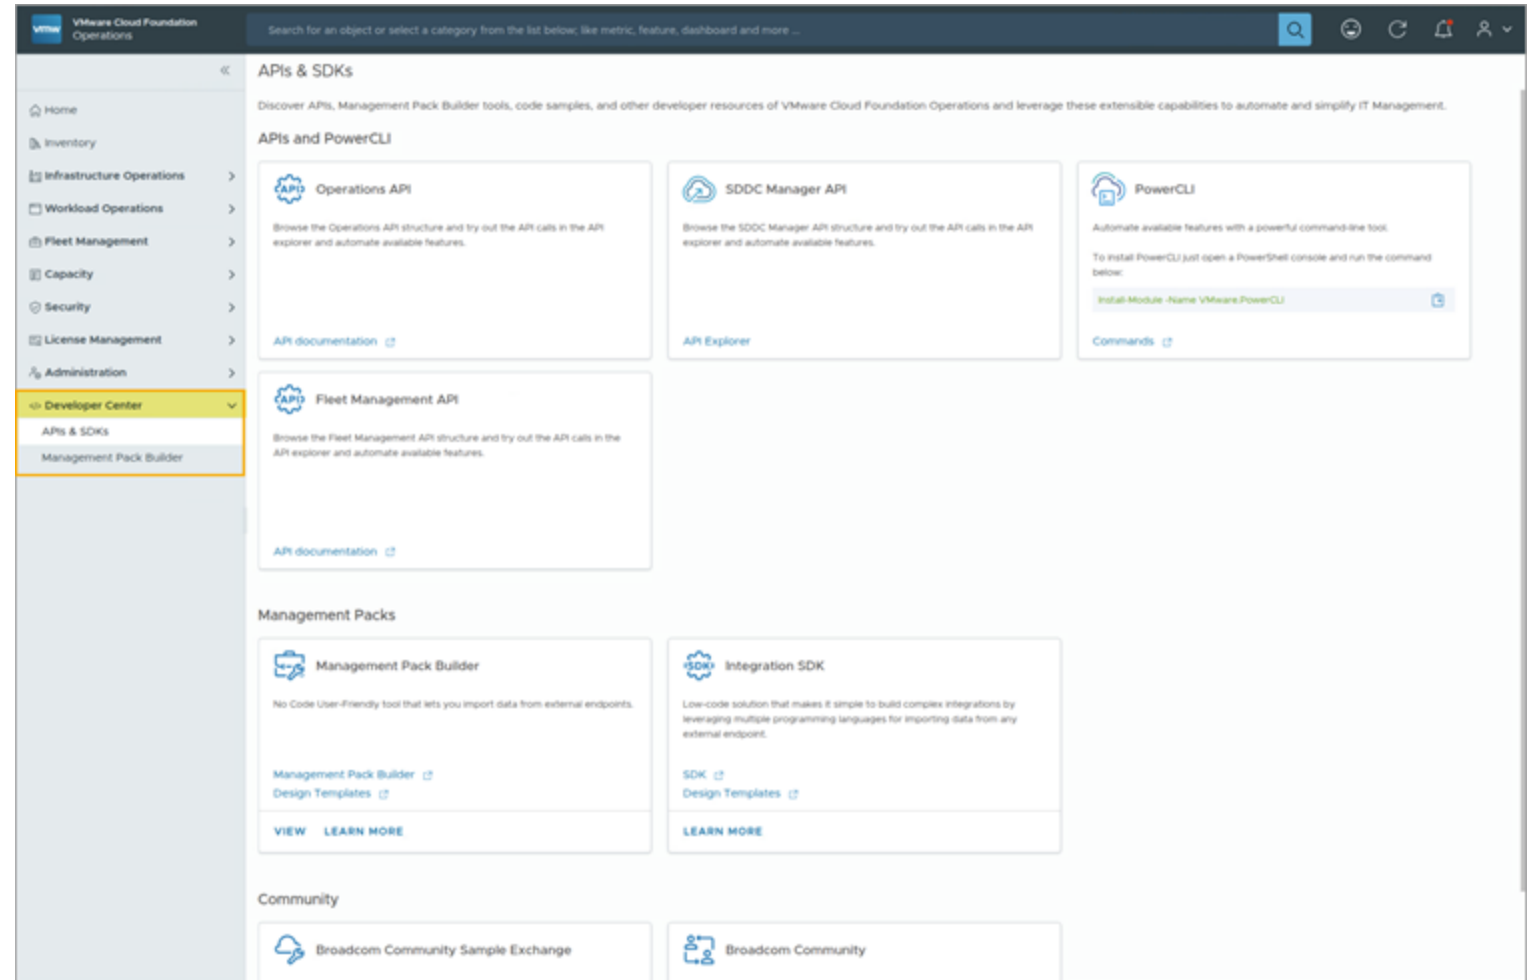 vmw
VMware Cloud Foundation
Operations
Search for an object or select a category from the list below; like metric, feature, dashboard and more ...
Home
Inventory
Infrastructure Operations
Workload Operations
Fleet Management
Capacity
Security
License Management
Administration
Developer Center
APIs & SDKs
Management Pack Builder
APIs & SDKs
Discover APIs, Management Pack Builder tools, code samples, and other developer resources of VMware Cloud Foundation Operations and leverage these extensible capabilities to automate and simplify IT Management.
APIs and PowerCLI
API
Operations API
Browse the Operations API structure and try out the API calls in the API
explorer and automate available features.
API documentation
SDDC Manager API
Browse the SDDC Manager API structure and try out the API calls in the API
explorer and automate available features.
API Explorer
PowerCLI
Automate available features with a powerful command-line tool.
To install PowerCLI just open a PowerShell console and run the command
below:
Install-Module -Name VMware.PowerCLI
Commands
API
Fleet Management API
Browse the Fleet Management API structure and try out the API calls in the
API explorer and automate available features.
API documentation
Management Packs
Management Pack Builder
No Code User-Friendly tool that lets you import data from external endpoints.
Management Pack Builder
Design Templates
VIEW LEARN MORE
SDK
Integration SDK
Low-code solution that makes it simple to build complex integrations by
leveraging multiple programming languages for importing data from any
external endpoint.
SDK
Design Templates
LEARN MORE
Community
Broadcom Community Sample Exchange
Broadcom Community